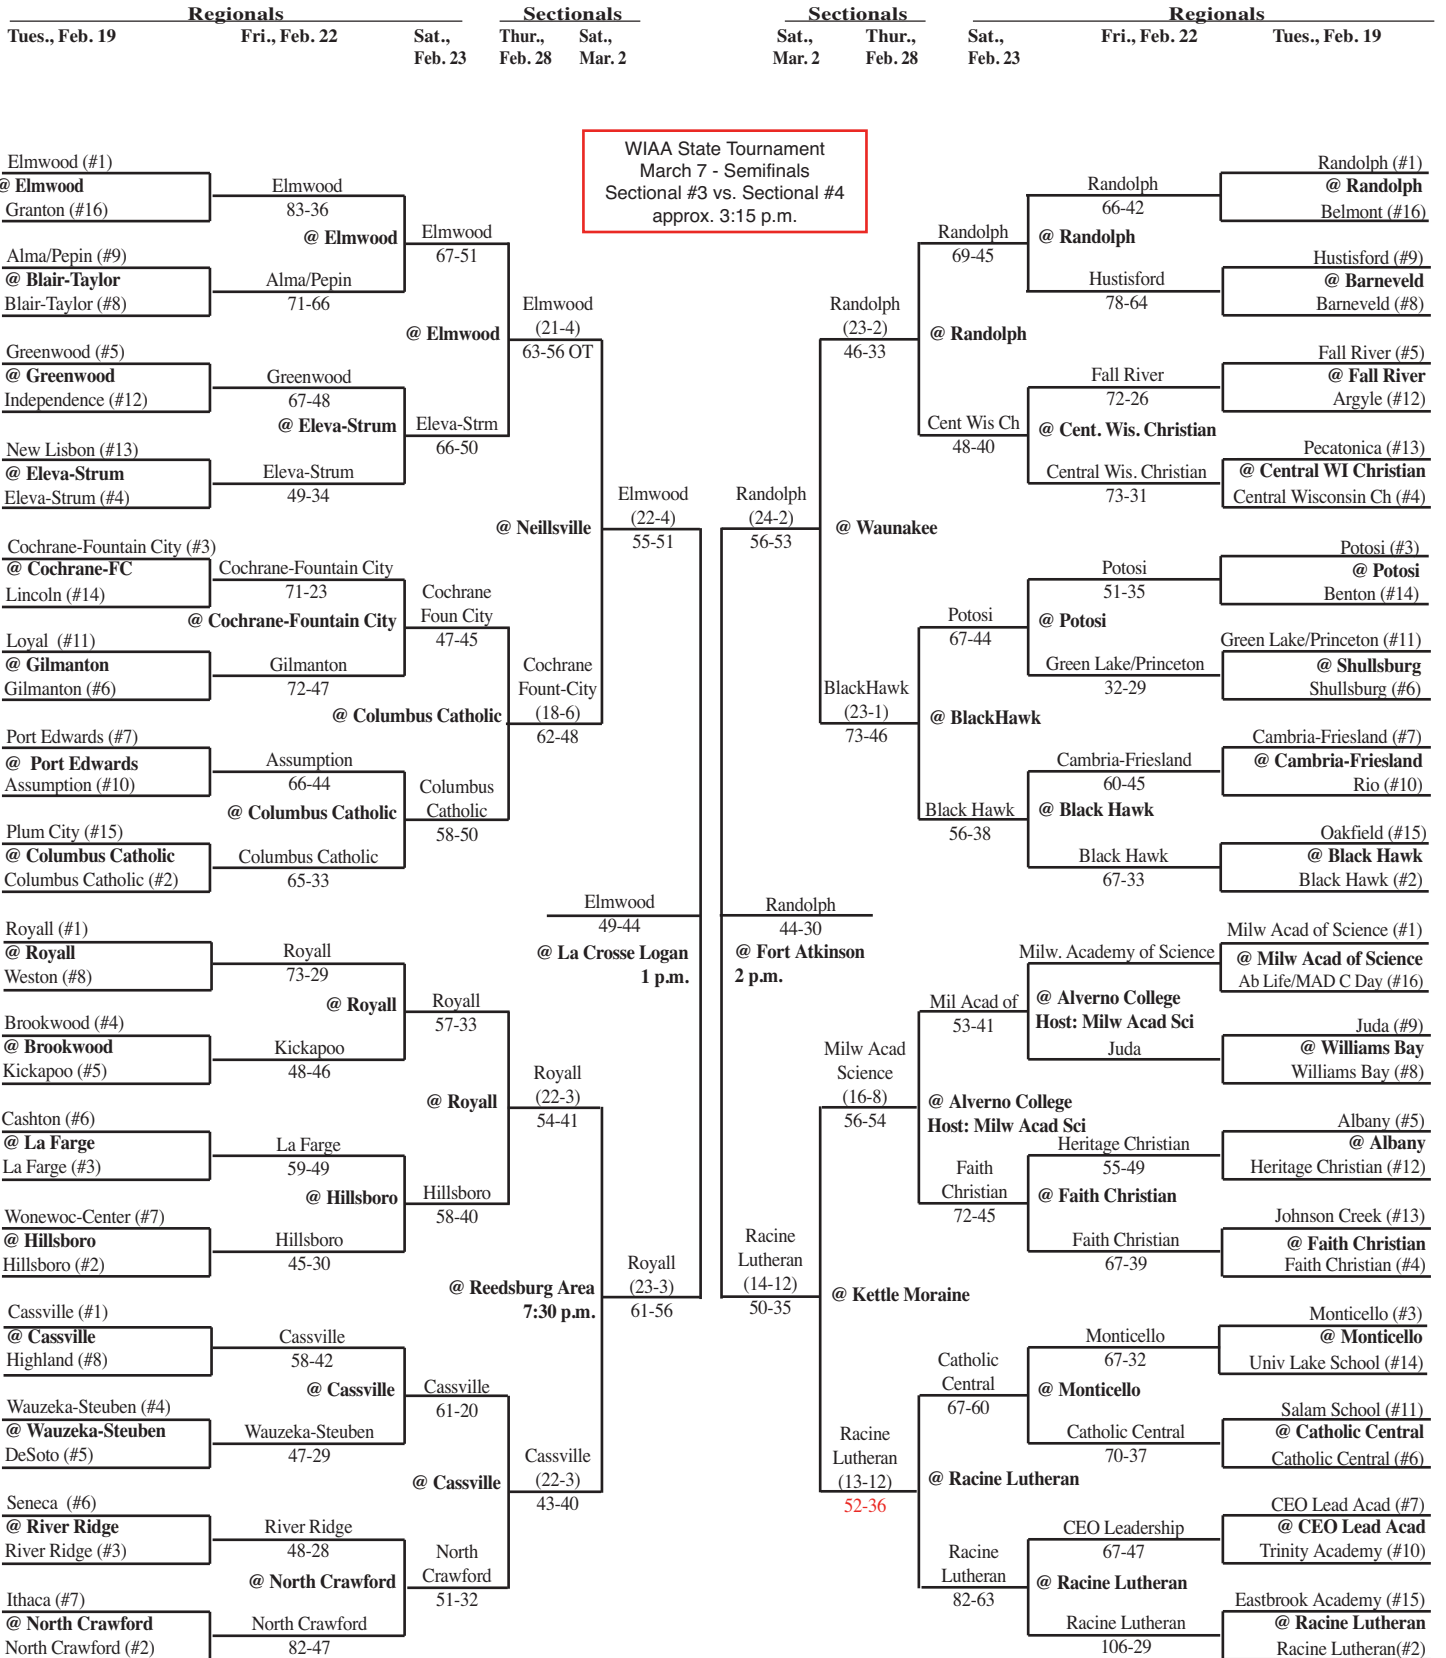 Regionals
Sectionals
Sectionals
Regionals
Tues., Feb. 19
Fri., Feb. 22
Sat.,
Feb. 23
Thur.,
Feb. 28
Sat.,
Mar. 2
Sat.,
Mar. 2
Thur.,
Feb. 28
Sat.,
Feb. 23
Fri., Feb. 22
Tues., Feb. 19
WIAA State Tournament
March 7 - Semifinals
Sectional #3 vs. Sectional #4
approx. 3:15 p.m.
Elmwood (#1)
@ Elmwood
Granton (#16)
Alma/Pepin (#9)
@ Blair-Taylor
Blair-Taylor (#8)
Greenwood (#5)
@ Greenwood
Independence (#12)
New Lisbon (#13)
@ Eleva-Strum
Eleva-Strum (#4)
Cochrane-Fountain City (#3)
@ Cochrane-FC
Lincoln (#14)
Loyal (#11)
@ Gilmanton
Gilmanton (#6)
Port Edwards (#7)
@ Port Edwards
Assumption (#10)
Plum City (#15)
@ Columbus Catholic
Columbus Catholic (#2)
Royall (#1)
@ Royall
Weston (#8)
Brookwood (#4)
@ Brookwood
Kickapoo (#5)
Cashton (#6)
@ La Farge
La Farge (#3)
Wonewoc-Center (#7)
@ Hillsboro
Hillsboro (#2)
Cassville (#1)
@ Cassville
Highland (#8)
Wauzeka-Steuben (#4)
@ Wauzeka-Steuben
DeSoto (#5)
Seneca (#6)
@ River Ridge
River Ridge (#3)
Ithaca (#7)
@ North Crawford
North Crawford (#2)
Elmwood
83-36
@ Elmwood
Alma/Pepin
71-66
Greenwood
67-48
@ Eleva-Strum
Eleva-Strum
49-34
Cochrane-Fountain City
71-23
@ Cochrane-Fountain City
Gilmanton
72-47
Assumption
66-44
@ Columbus Catholic
Columbus Catholic
65-33
Royall
73-29
@ Royall
Kickapoo
48-46
La Farge
59-49
@ Hillsboro
Hillsboro
45-30
Cassville
58-42
@ Cassville
Wauzeka-Steuben
47-29
River Ridge
48-28
@ North Crawford
North Crawford
82-47
Elmwood
67-51
@ Elmwood
Eleva-Strm
66-50
Cochrane
Foun City
47-45
@ Columbus Catholic
Columbus
Catholic
58-50
Royall
57-33
@ Royall
Hillsboro
58-40
Cassville
61-20
@ Cassville
North
Crawford
51-32
Elmwood
(21-4)
63-56 OT
@ Neillsville
Cochrane
Fount-City
(18-6)
62-48
Royall
(22-3)
54-41
@ Reedsburg Area
7:30 p.m.
Cassville
(22-3)
43-40
Elmwood
(22-4)
55-51
Elmwood
49-44
@ La Crosse Logan
1 p.m.
Royall
(23-3)
61-56
Randolph
(24-2)
56-53
Randolph
44-30
@ Fort Atkinson
2 p.m.
Racine
Lutheran
(14-12)
50-35
Randolph
(23-2)
46-33
@ Waunakee
BlackHawk
(23-1)
73-46
Milw Acad
Science
(16-8)
56-54
@ Kettle Moraine
Racine
Lutheran
(13-12)
52-36
Randolph
69-45
@ Randolph
Cent Wis Ch
48-40
Potosi
67-44
@ BlackHawk
Black Hawk
56-38
Mil Acad of
53-41
@ Alverno College
Host: Milw Acad Sci
Faith
Christian
72-45
Catholic
Central
67-60
@ Racine Lutheran
Racine
Lutheran
82-63
Randolph
66-42
@ Randolph
Hustisford
78-64
Fall River
72-26
@ Cent. Wis. Christian
Central Wis. Christian
73-31
Potosi
51-35
@ Potosi
Green Lake/Princeton
32-29
Cambria-Friesland
60-45
@ Black Hawk
Black Hawk
67-33
Milw. Academy of Science
@ Alverno College
Host: Milw Acad Sci
Juda
Heritage Christian
55-49
@ Faith Christian
Faith Christian
67-39
Monticello
67-32
@ Monticello
Catholic Central
70-37
CEO Leadership
67-47
@ Racine Lutheran
Racine Lutheran
106-29
Randolph (#1)
@ Randolph
Belmont (#16)
Hustisford (#9)
@ Barneveld
Barneveld (#8)
Fall River (#5)
@ Fall River
Argyle (#12)
Pecatonica (#13)
@ Central WI Christian
Central Wisconsin Ch (#4)
Potosi (#3)
@ Potosi
Benton (#14)
Green Lake/Princeton (#11)
@ Shullsburg
Shullsburg (#6)
Cambria-Friesland (#7)
@ Cambria-Friesland
Rio (#10)
Oakfield (#15)
@ Black Hawk
Black Hawk (#2)
Milw Acad of Science (#1)
@ Milw Acad of Science
Ab Life/MAD C Day (#16)
Juda (#9)
@ Williams Bay
Williams Bay (#8)
Albany (#5)
@ Albany
Heritage Christian (#12)
Johnson Creek (#13)
@ Faith Christian
Faith Christian (#4)
Monticello (#3)
@ Monticello
Univ Lake School (#14)
Salam School (#11)
@ Catholic Central
Catholic Central (#6)
CEO Lead Acad (#7)
@ CEO Lead Acad
Trinity Academy (#10)
Eastbrook Academy (#15)
@ Racine Lutheran
Racine Lutheran(#2)